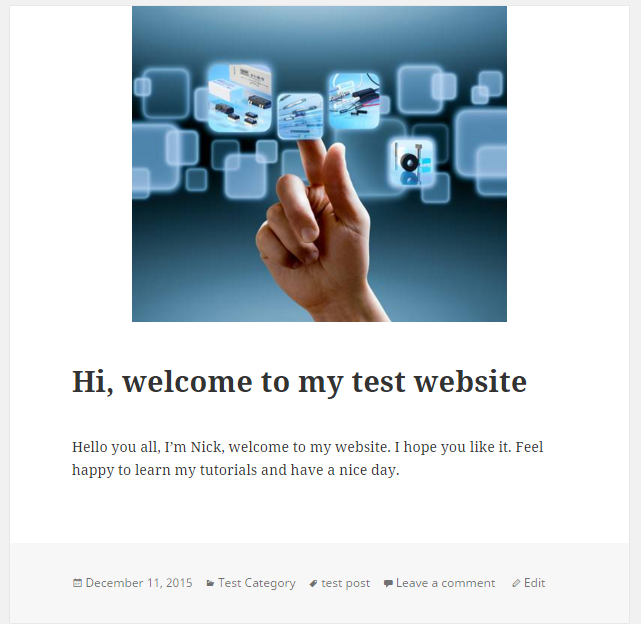 Hi, welcome to my test website
Hello you all, I’m Nick, welcome to my website. I hope you like it. Feel
happy to learn my tutorials and have a nice day.
December 11, 2015 Test Category test post Leave a comment Edit